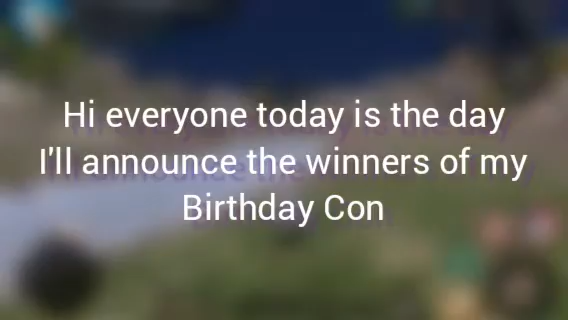 Hi everyone today is the day
I'll announce the winners of my
Birthday Con